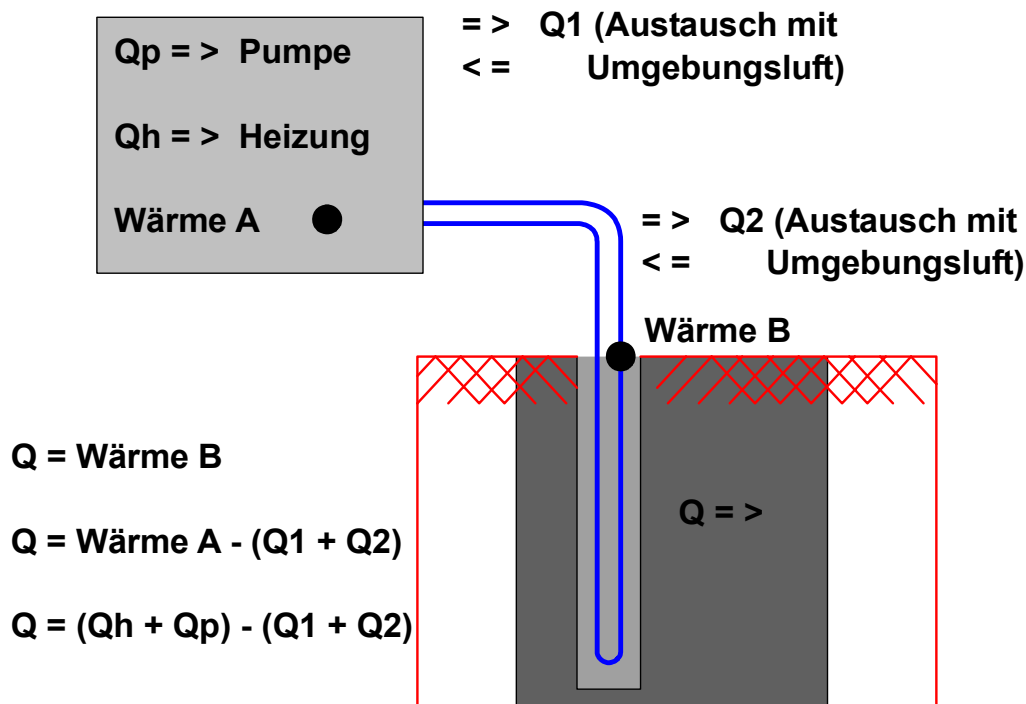 Qp = > Pumpe
Qh = > Heizung
Wärme A
= > Q1 (Austausch mit
< = Umgebungsluft)
= > Q2 (Austausch mit
< = Umgebungsluft)
Wärme B
Q = Wärme B
Q = Wärme A - (Q1 + Q2)
Q = (Qh + Qp) - (Q1 + Q2)
Q = >